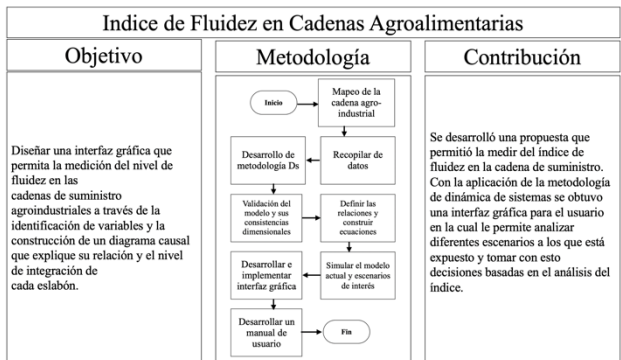 Indice de Fluidez en Cadenas Agroalimentarias
Objetivo
Diseñar una interfaz gráfica que
permita la medición del nivel de
fluidez en las
cadenas de suministro
agroindustriales a través de la
identificación de variables y la
construcción de un diagrama causal
que explique su relación y el nivel
de integración de
cada eslabón.
Metodología
Inicio
Mapeo de la
cadena agro-
industrial
Recopilar de
datos
Desarrollo de
metodología Ds
Validación del
modelo y sus
consistencias
dimensionales
Definir las
relaciones y
construir
ecuaciones
Simular el modelo
actual y escenarios
de interés
Desarrollar e
implementar
interfaz gráfica
Desarrollar un
manual de
usuario
Fin
Contribución
Se desarrolló una propuesta que
permitió la medir del índice de
fluidez en la cadena de suministro.
Con la aplicación de la metodología
de dinámica de sistemas se obtuvo
una interfaz gráfica para el usuario
en la cual le permite analizar
diferentes escenarios a los que está
expuesto y tomar con esto
decisiones basadas en el análisis del
índice.